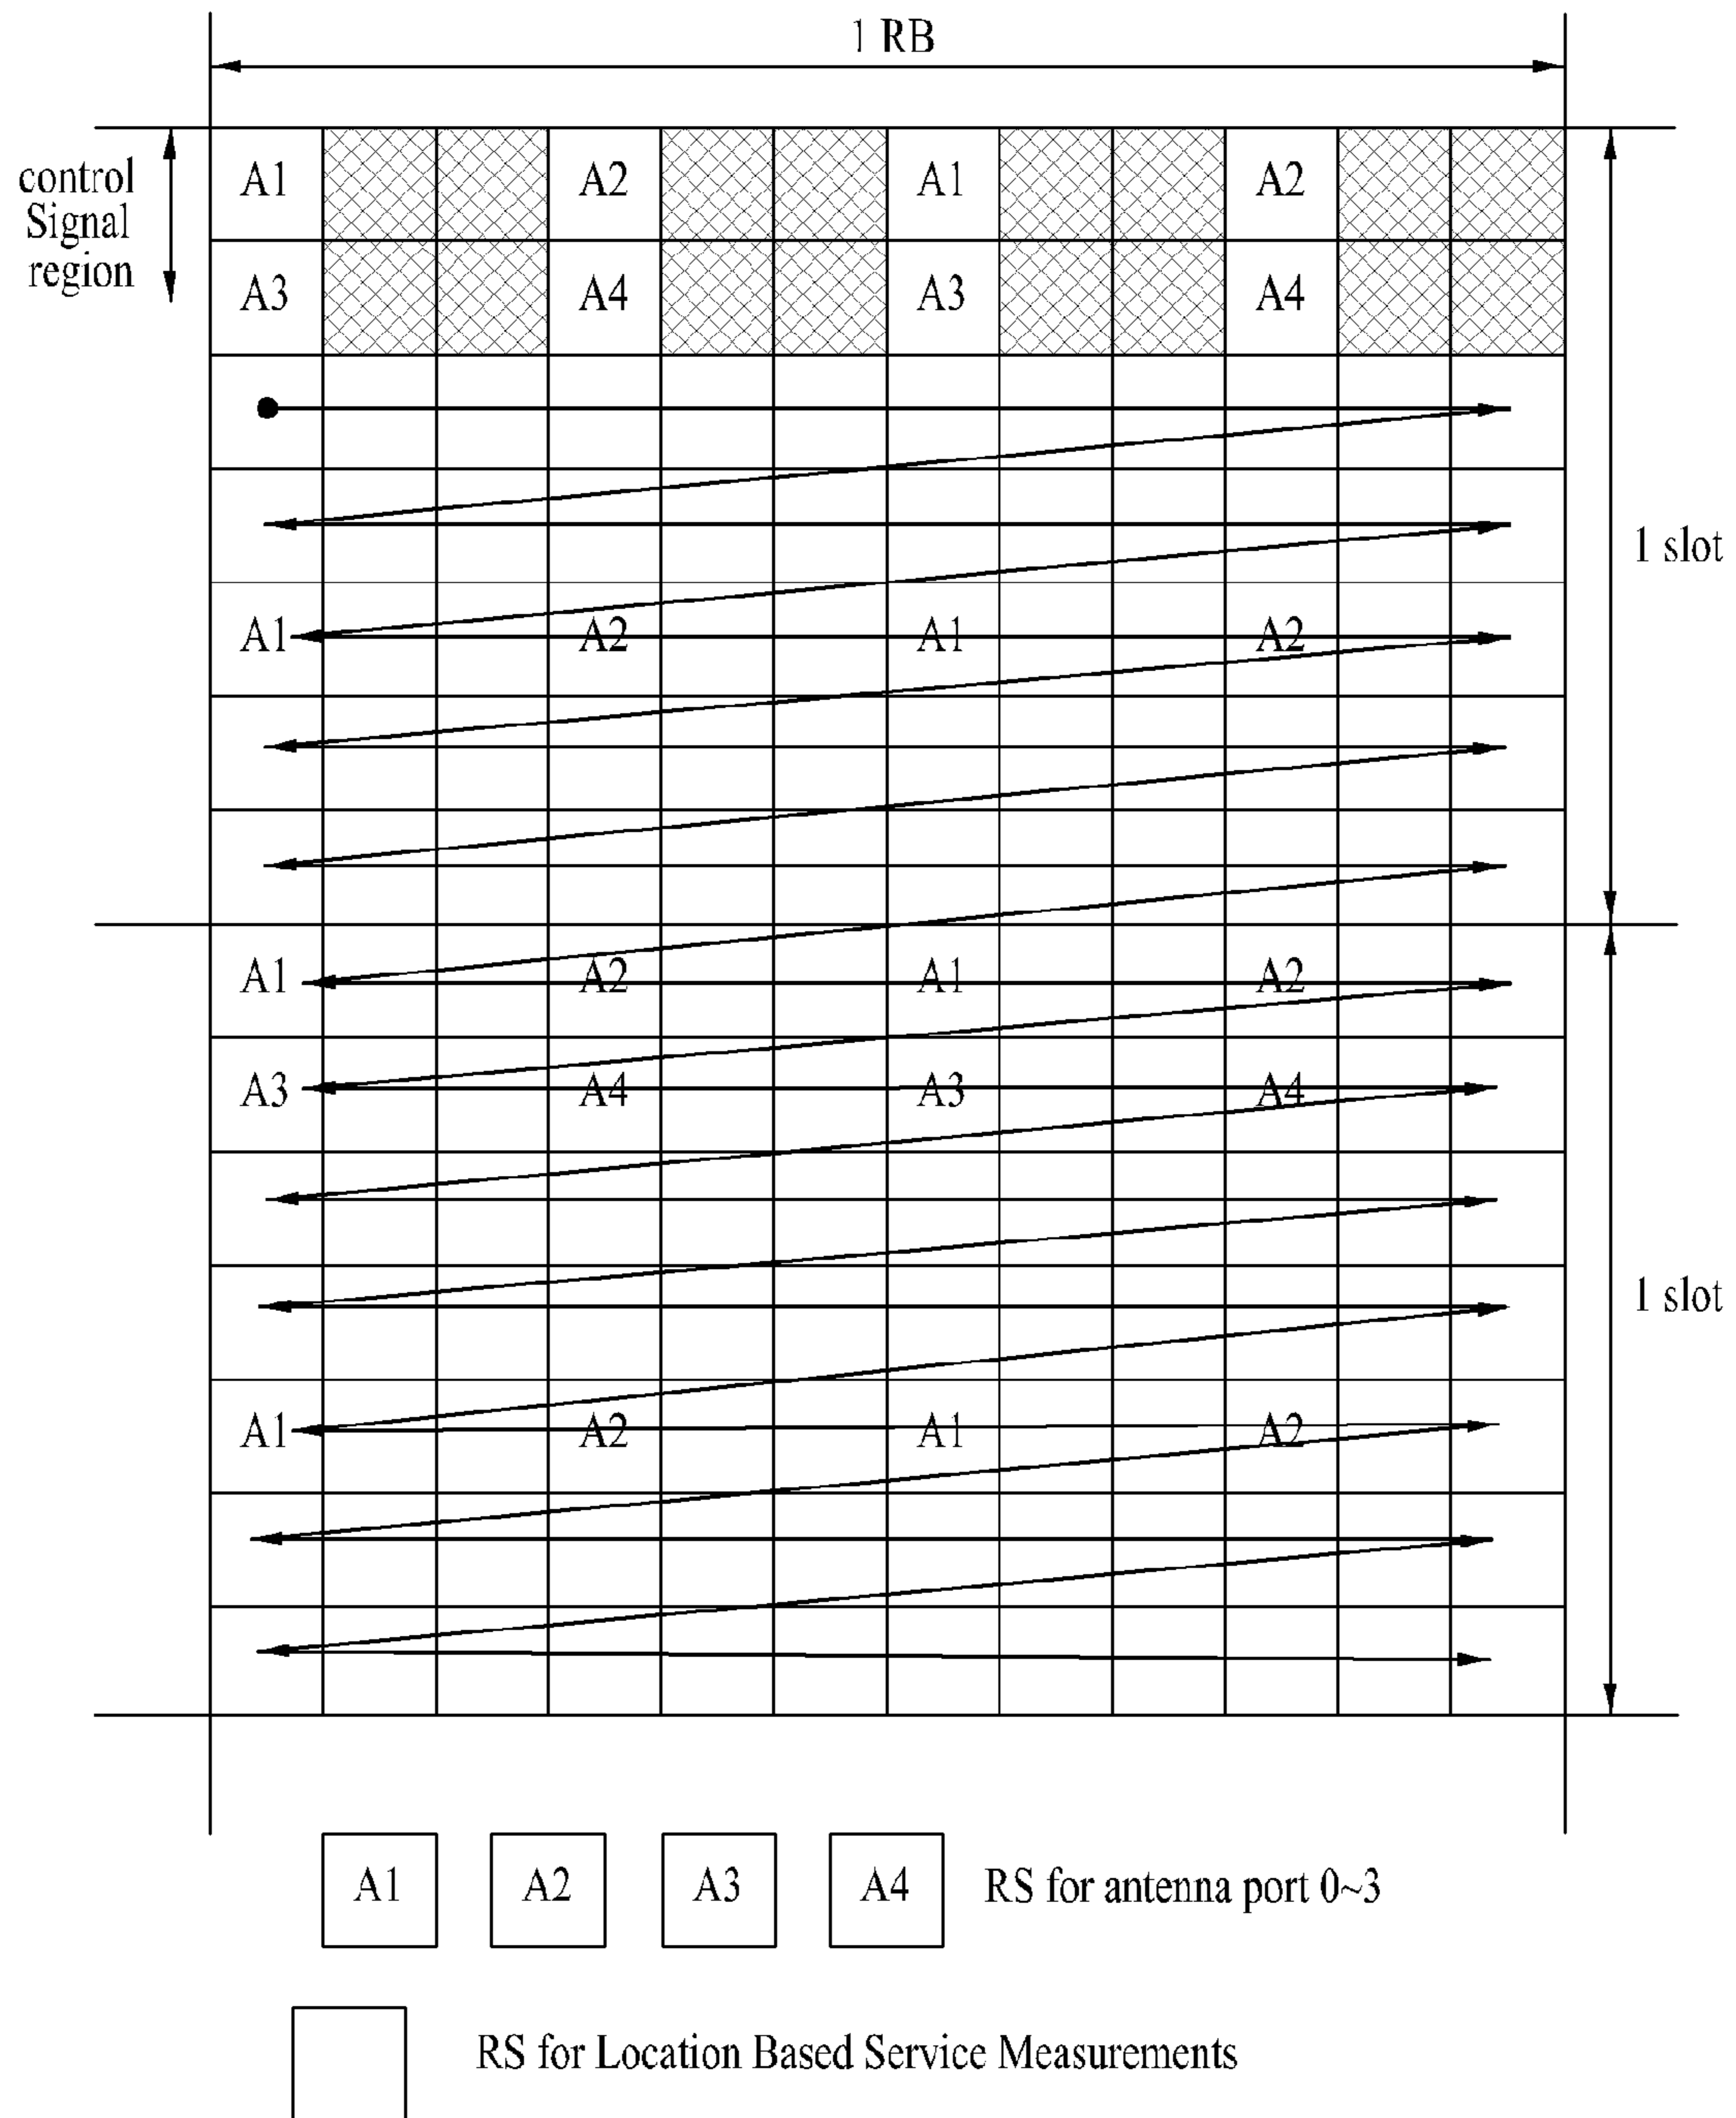 1 RB
control
Signal
region
A1 A2 A1 A2
A3 A4 A3 A4
1 slot
A1 A2 A1 A2
A1 A2 A1 A2
A3 A4 A3 A4
1 slot
A1 A2 A1 A2
A1 A2 A3 A4 RS for antenna port 0~3
RS for Location Based Service Measurements